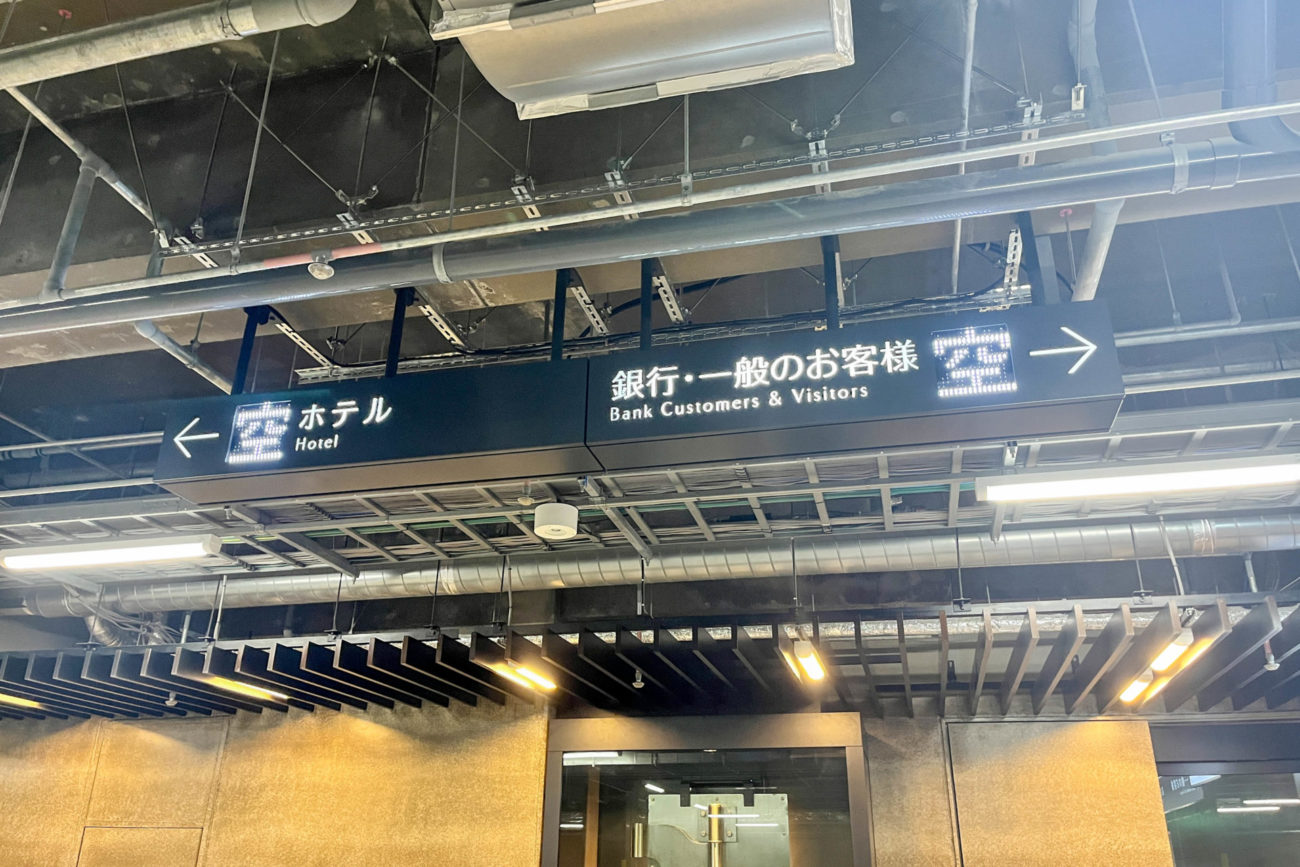 ← 空 ホテル
Hotel
銀行・一般のお客様 空 →
Bank Customers & Visitors